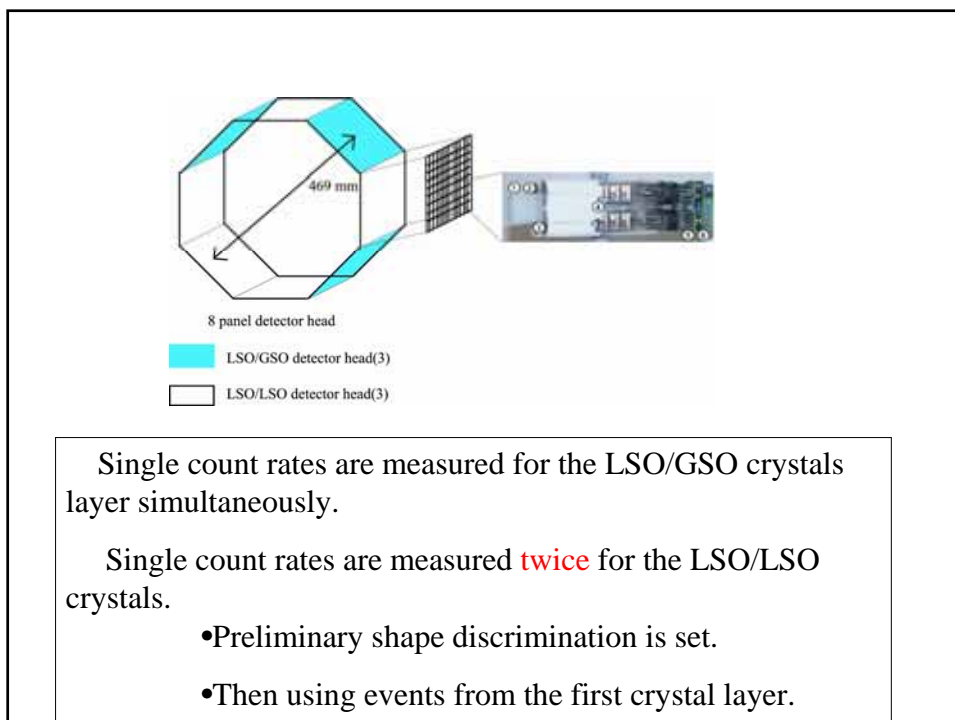 469 mm
8 panel detector head
LSO/GSO detector head(3)
LSO/LSO detector head(3)
Single count rates are measured for the LSO/GSO crystals
layer simultaneously.
Single count rates are measured twice for the LSO/LSO
crystals.
•Preliminary shape discrimination is set.
•Then using events from the first crystal layer.